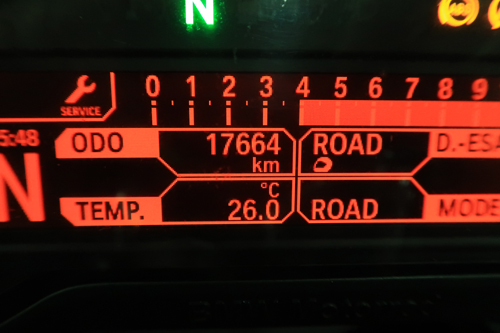 N
0 1 2 3 4 5 6 7 8 9
SERVICE
5:48
ODO 17664 ROAD D.-ESA
km
N
°C
TEMP. 26.0 ROAD MODE